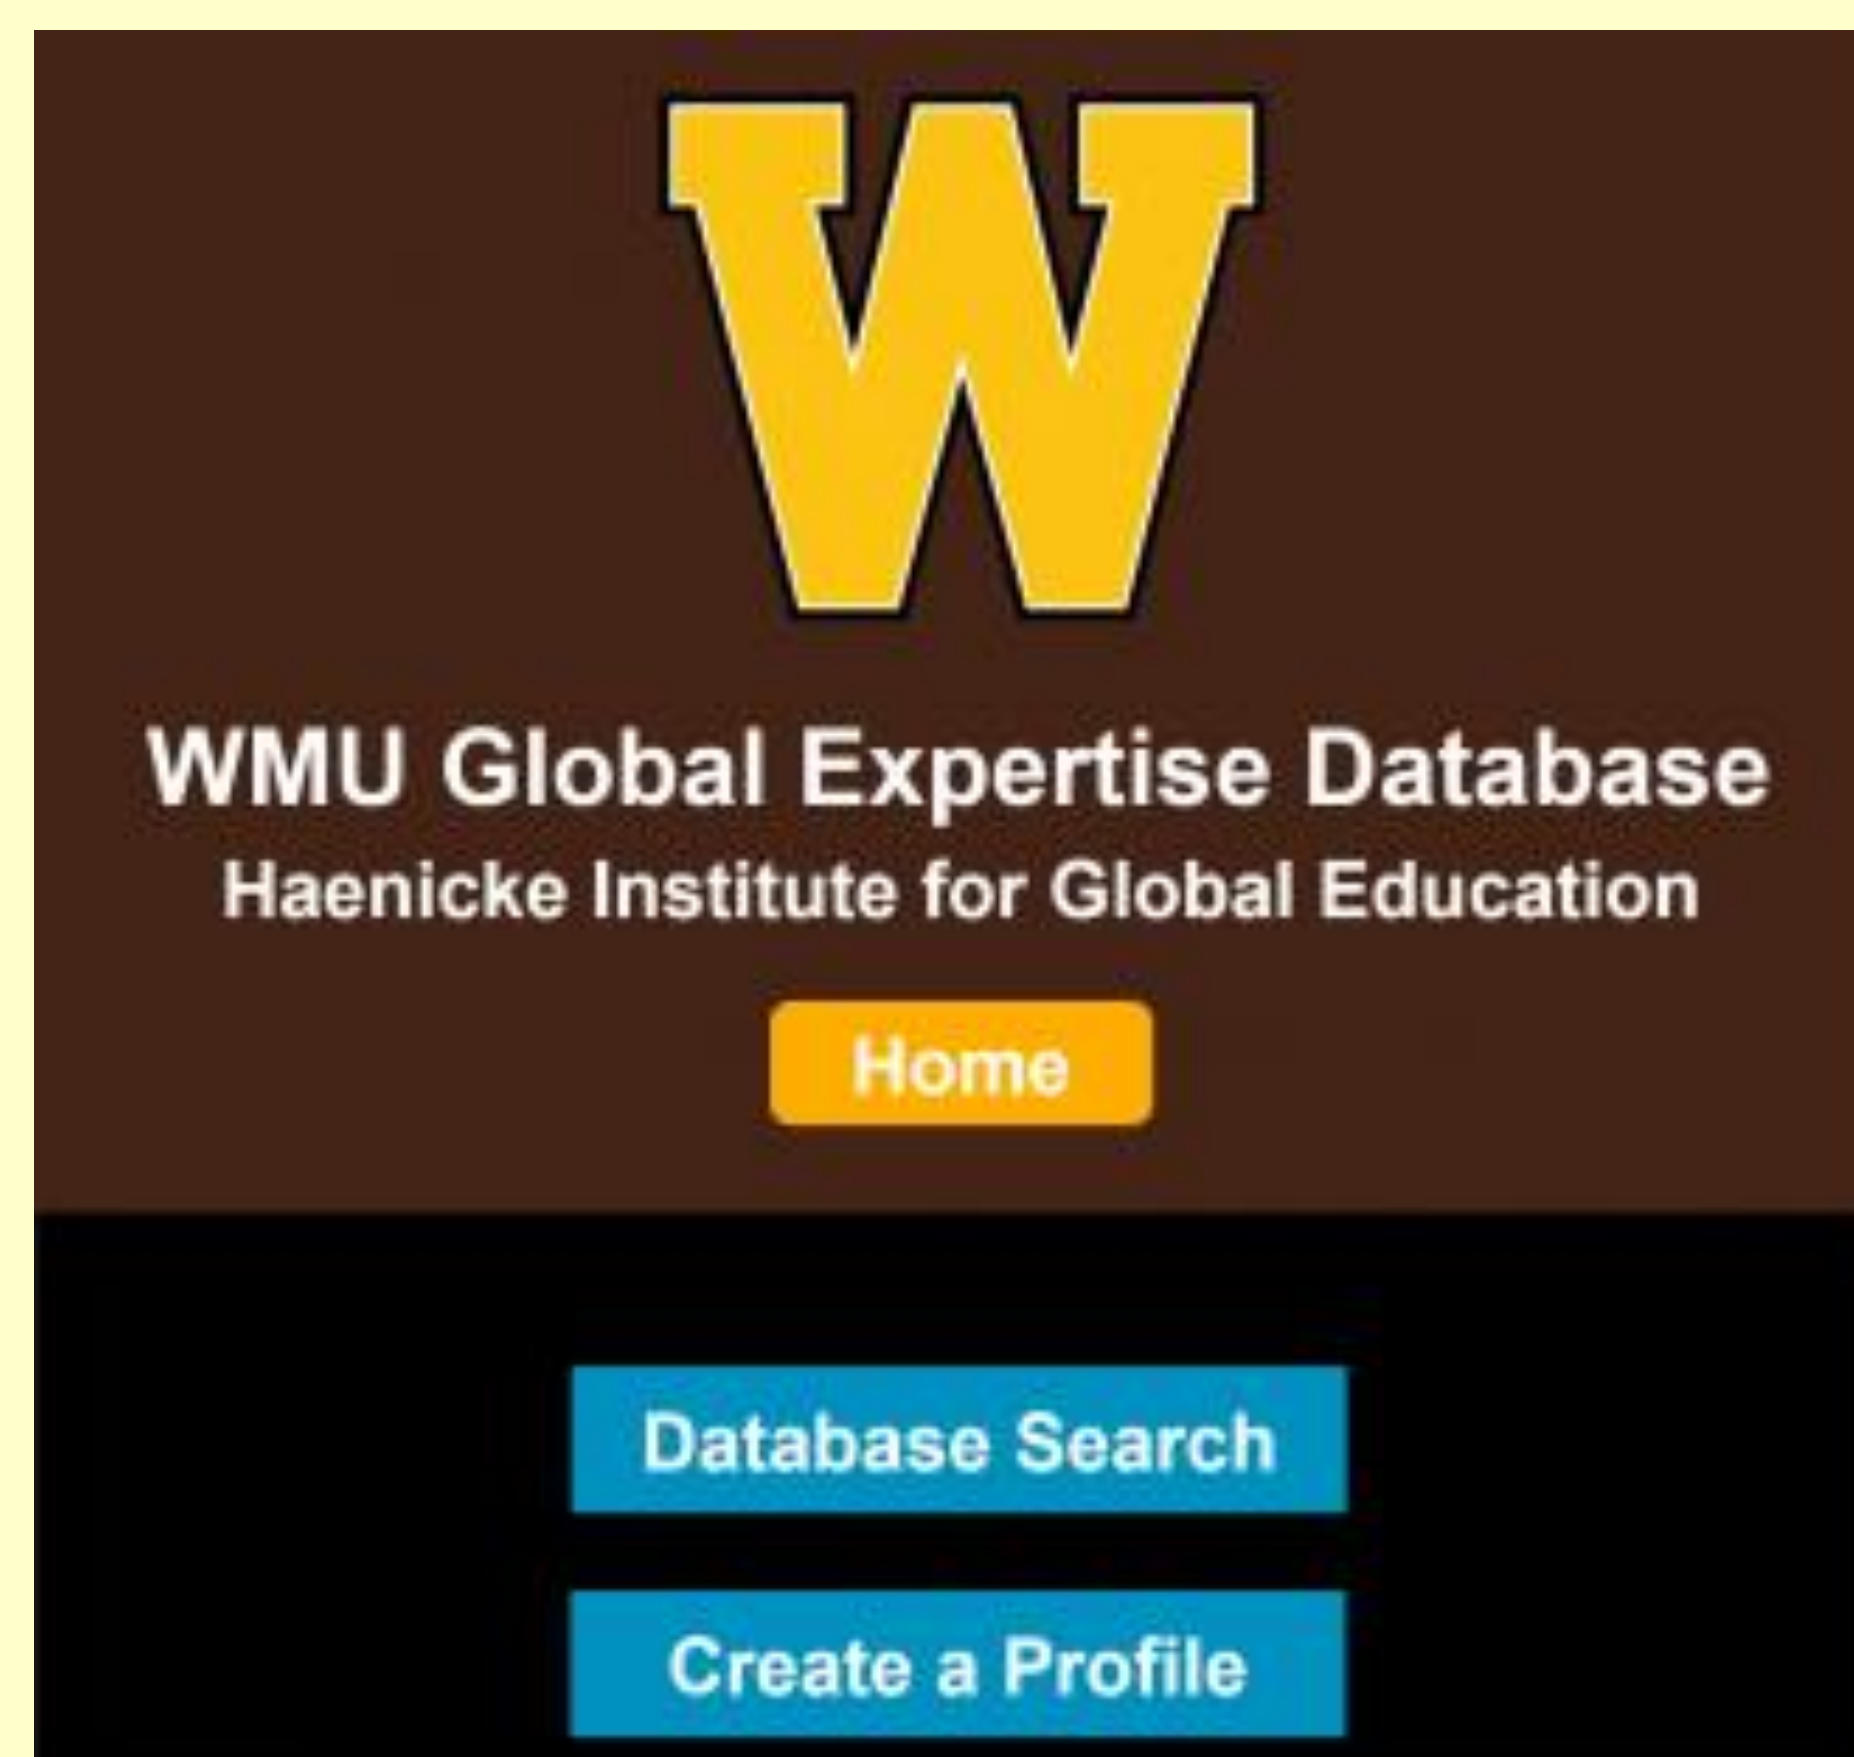 W
WMU Global Expertise Database
Haenicke Institute for Global Education
Home
Database Search
Create a Profile